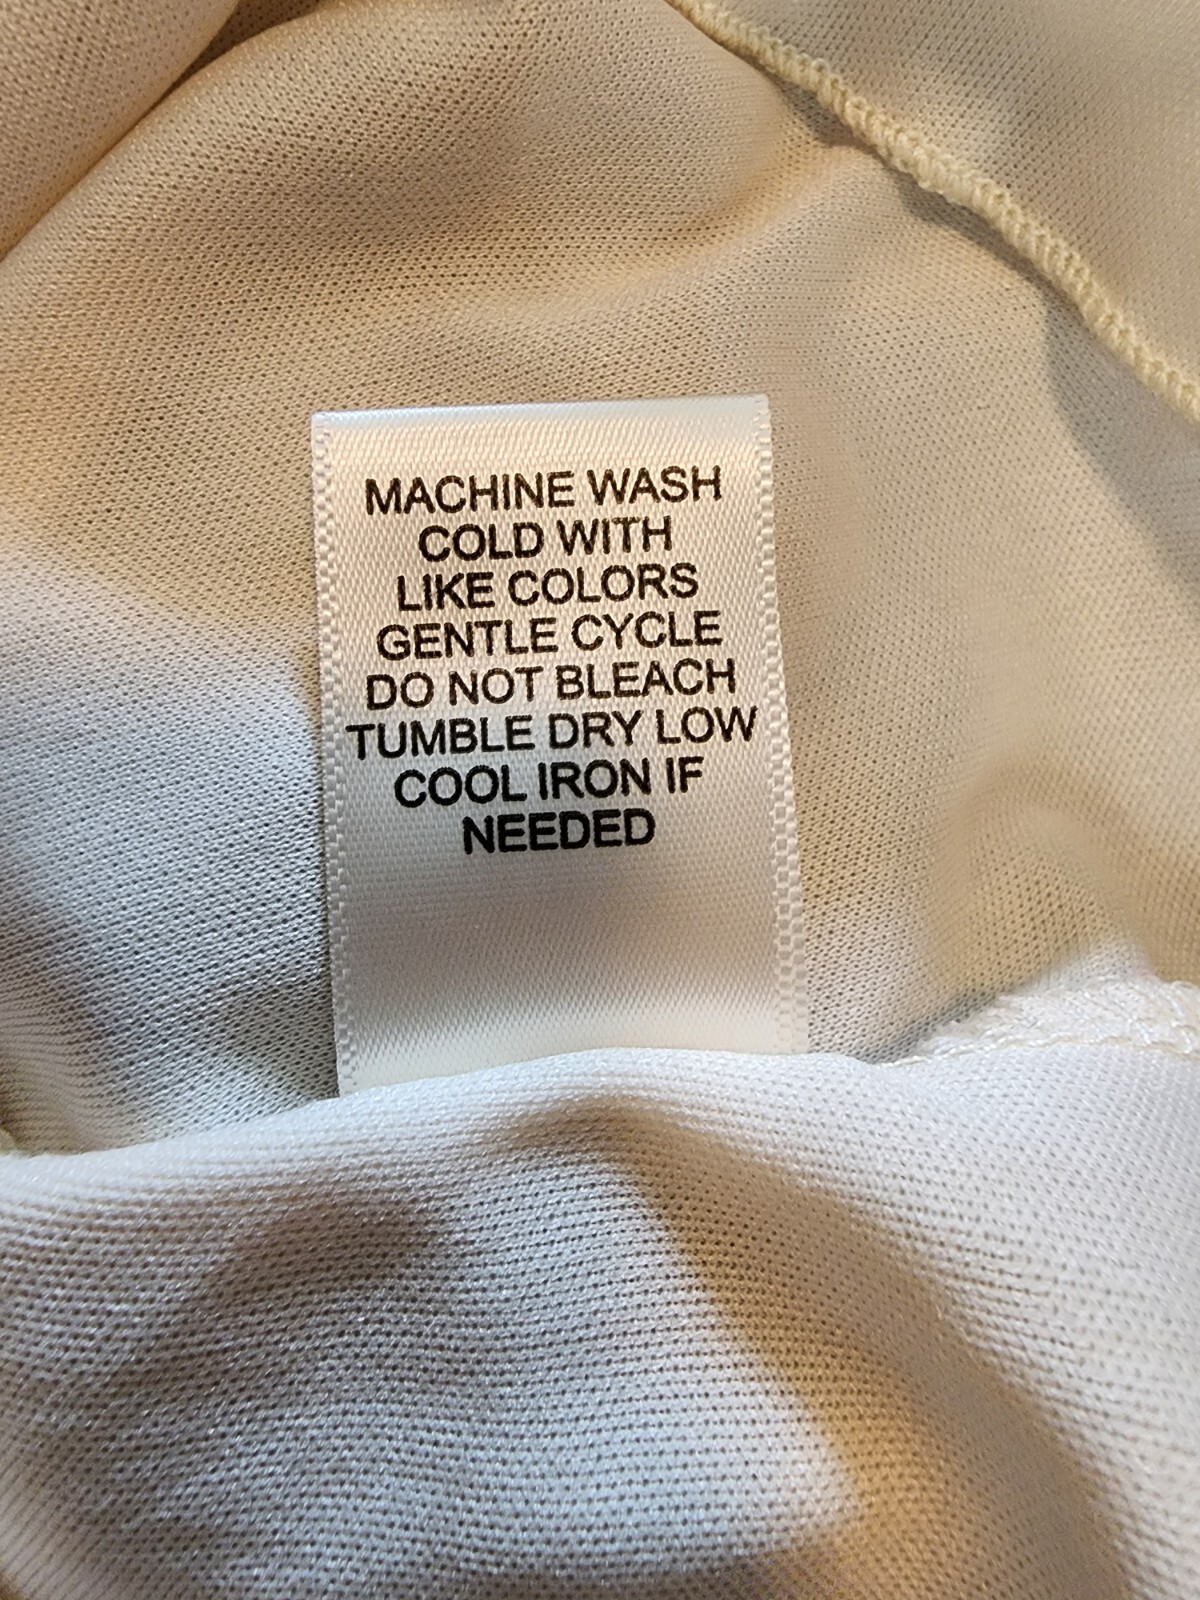 MACHINE WASH
COLD WITH
LIKE COLORS
GENTLE CYCLE
DO NOT BLEACH
TUMBLE DRY LOW
COOL IRON IF
NEEDED